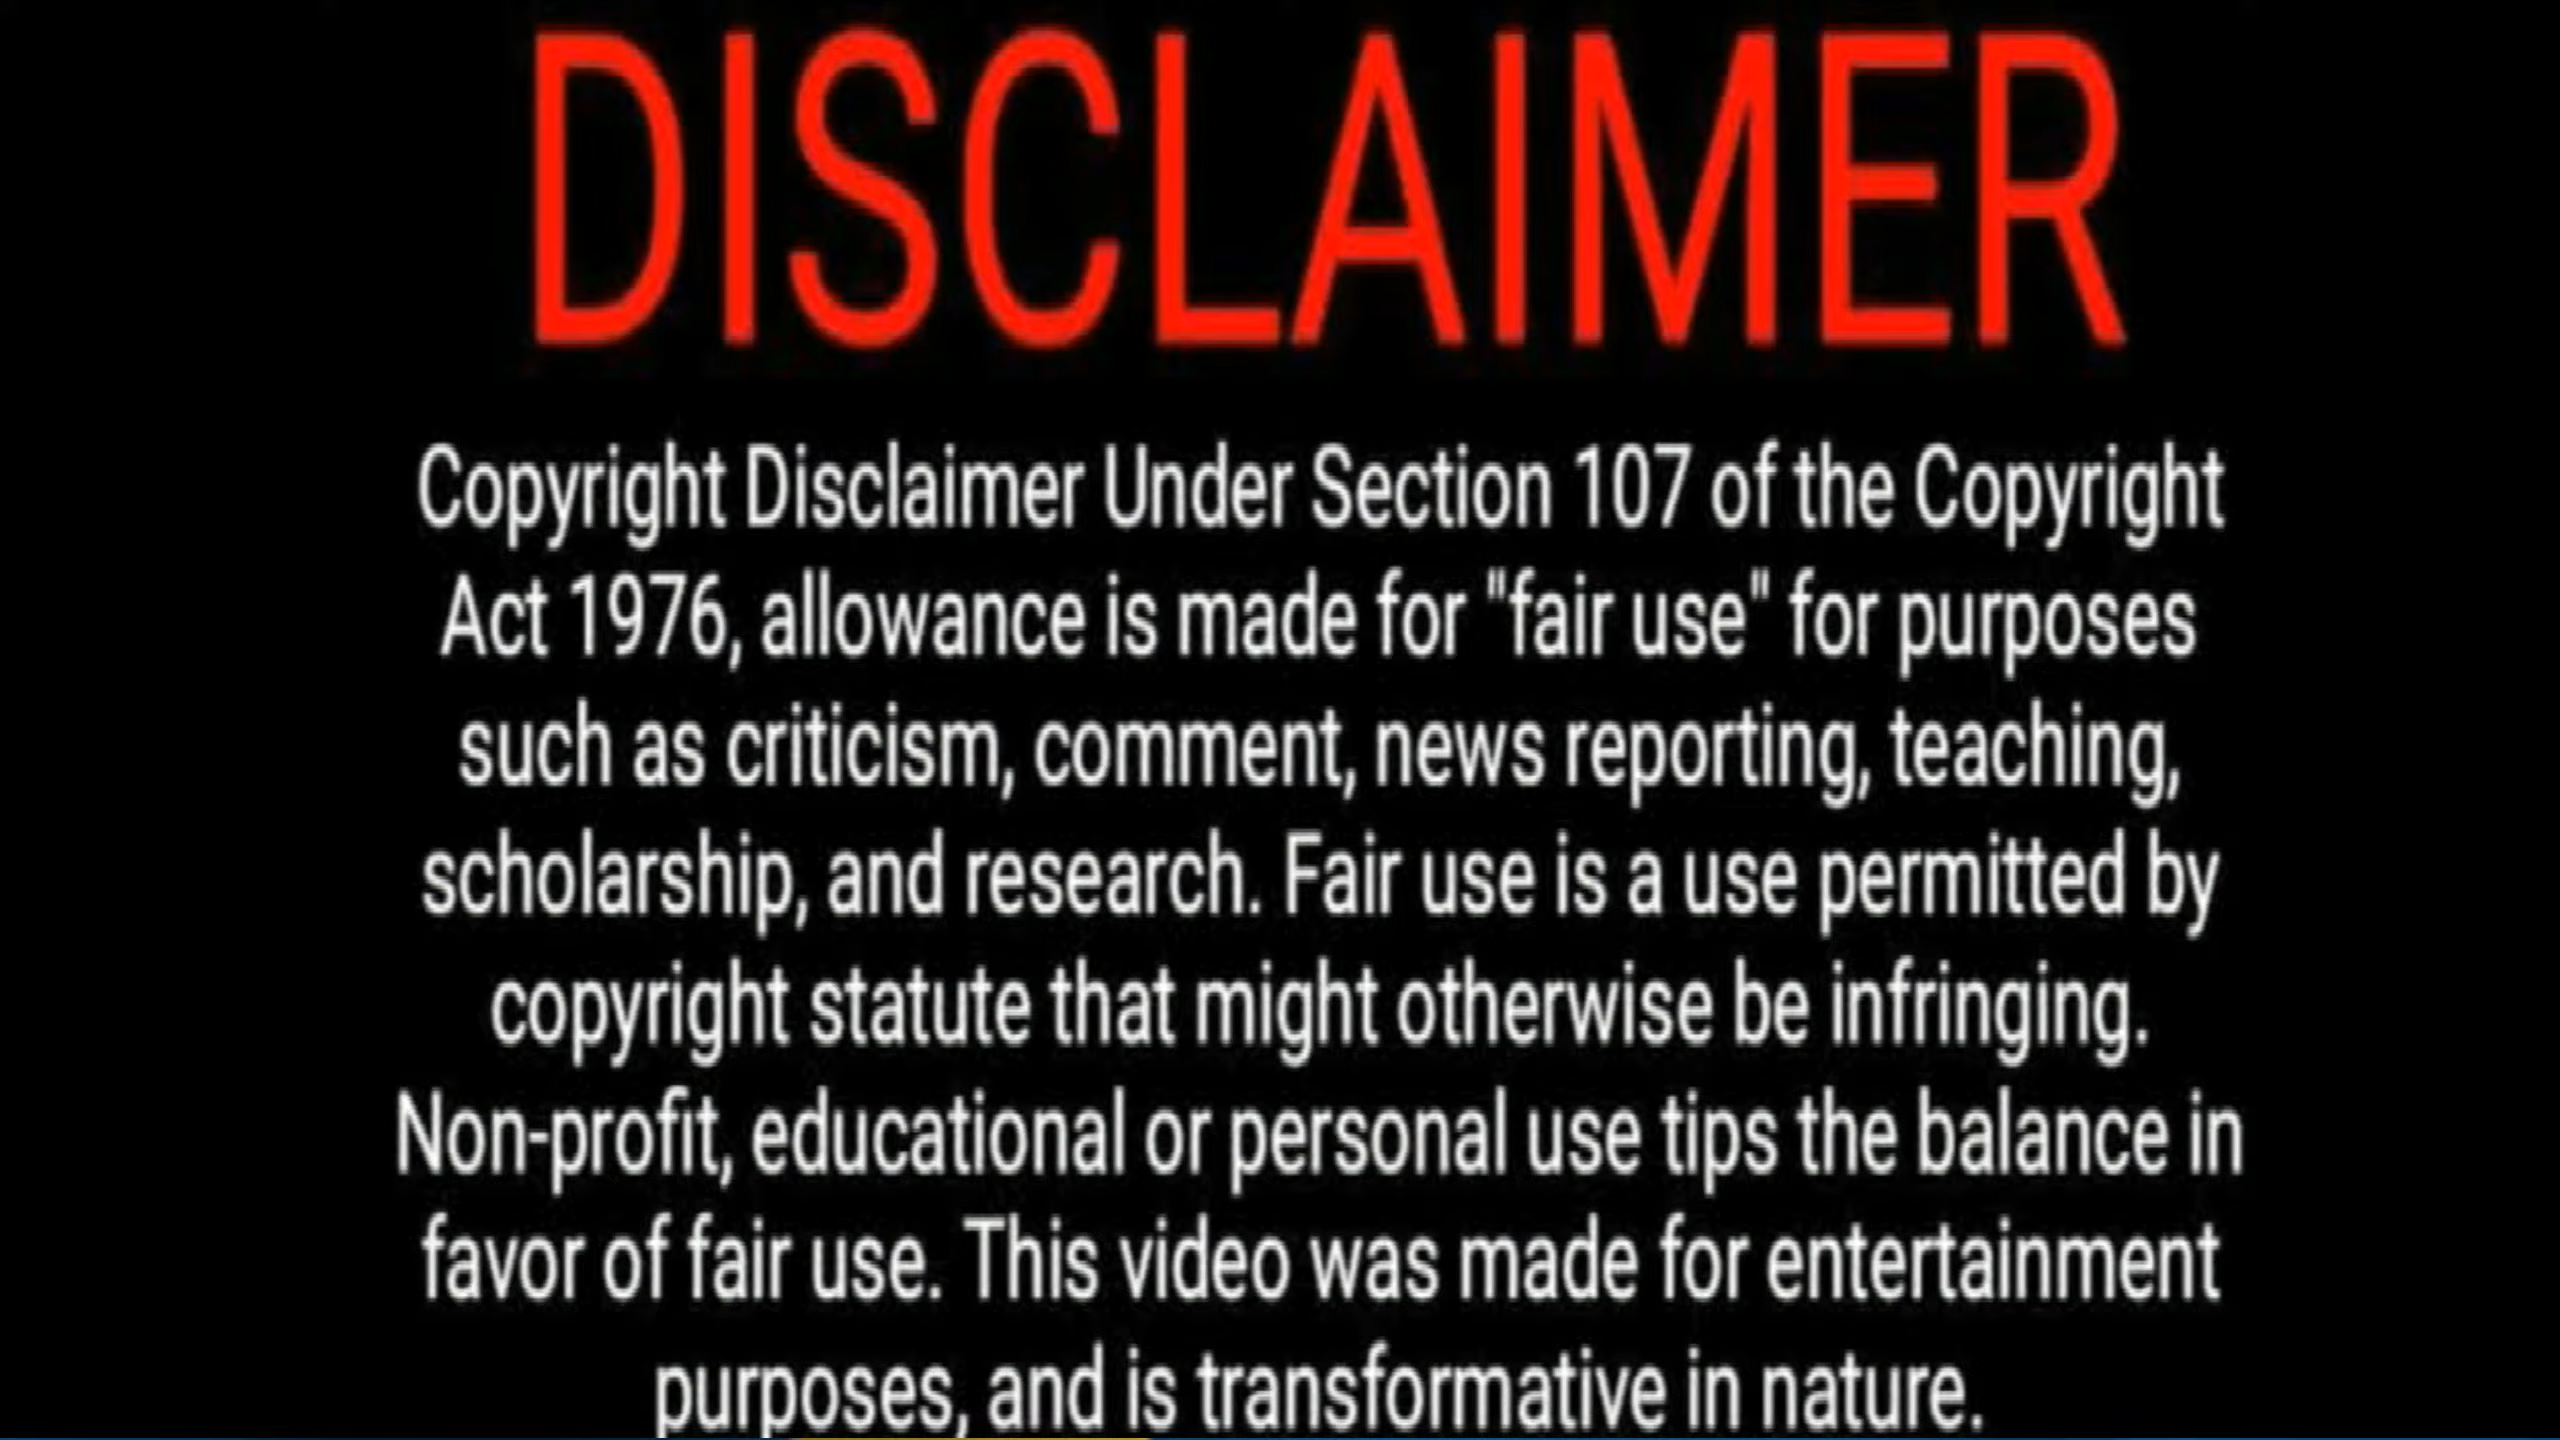 DISCLAIMER
Copyright Disclaimer Under Section 107 of the Copyright
Act 1976, allowance is made for "fair use" for purposes
such as criticism, comment, news reporting, teaching,
scholarship, and research. Fair use is a use permitted by
copyright statute that might otherwise be infringing.
Non-profit, educational or personal use tips the balance in
favor of fair use. This video was made for entertainment
purposes, and is transformative in nature.